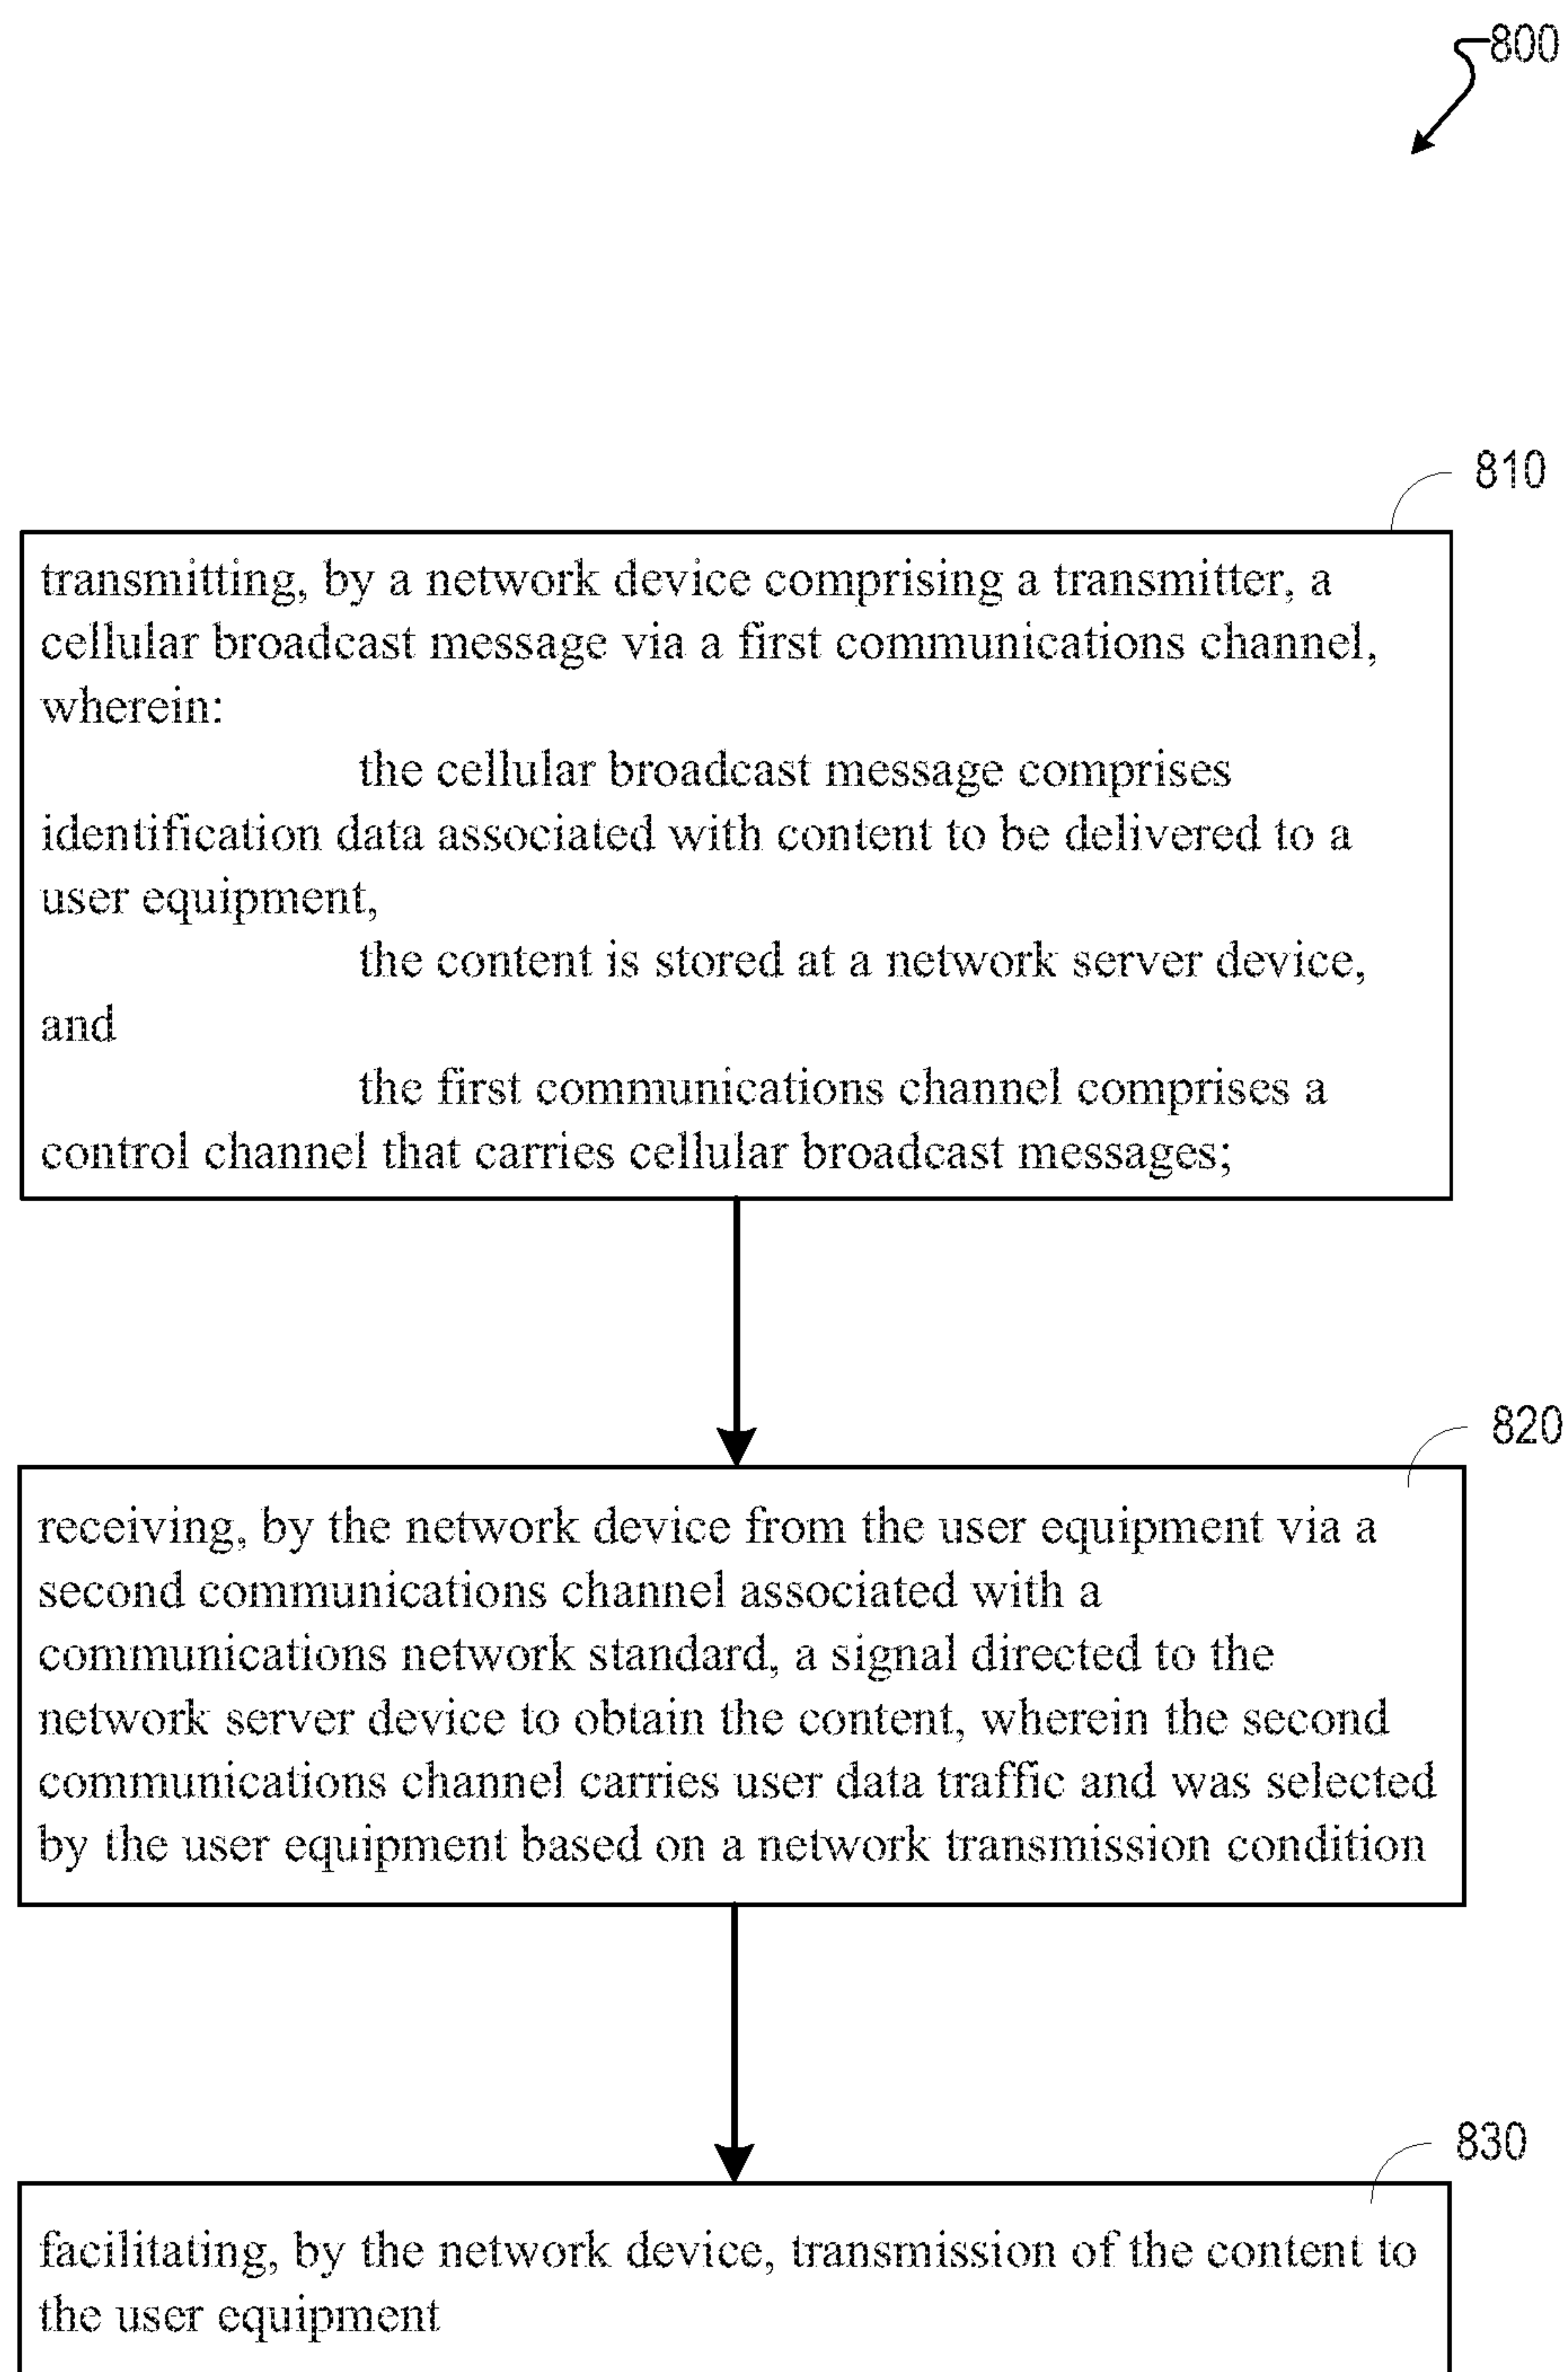 800
810
transmitting, by a network device comprising a transmitter, a
cellular broadcast message via a first communications channel,
wherein:
the cellular broadcast message comprises
identification data associated with content to be delivered to a
user equipment,
the content is stored at a network server device,
and
the first communications channel comprises a
control channel that carries cellular broadcast messages;
820
receiving, by the network device from the user equipment via a
second communications channel associated with a
communications network standard, a signal directed to the
network server device to obtain the content, wherein the second
communications channel carries user data traffic and was selected
by the user equipment based on a network transmission condition
830
facilitating, by the network device, transmission of the content to
the user equipment